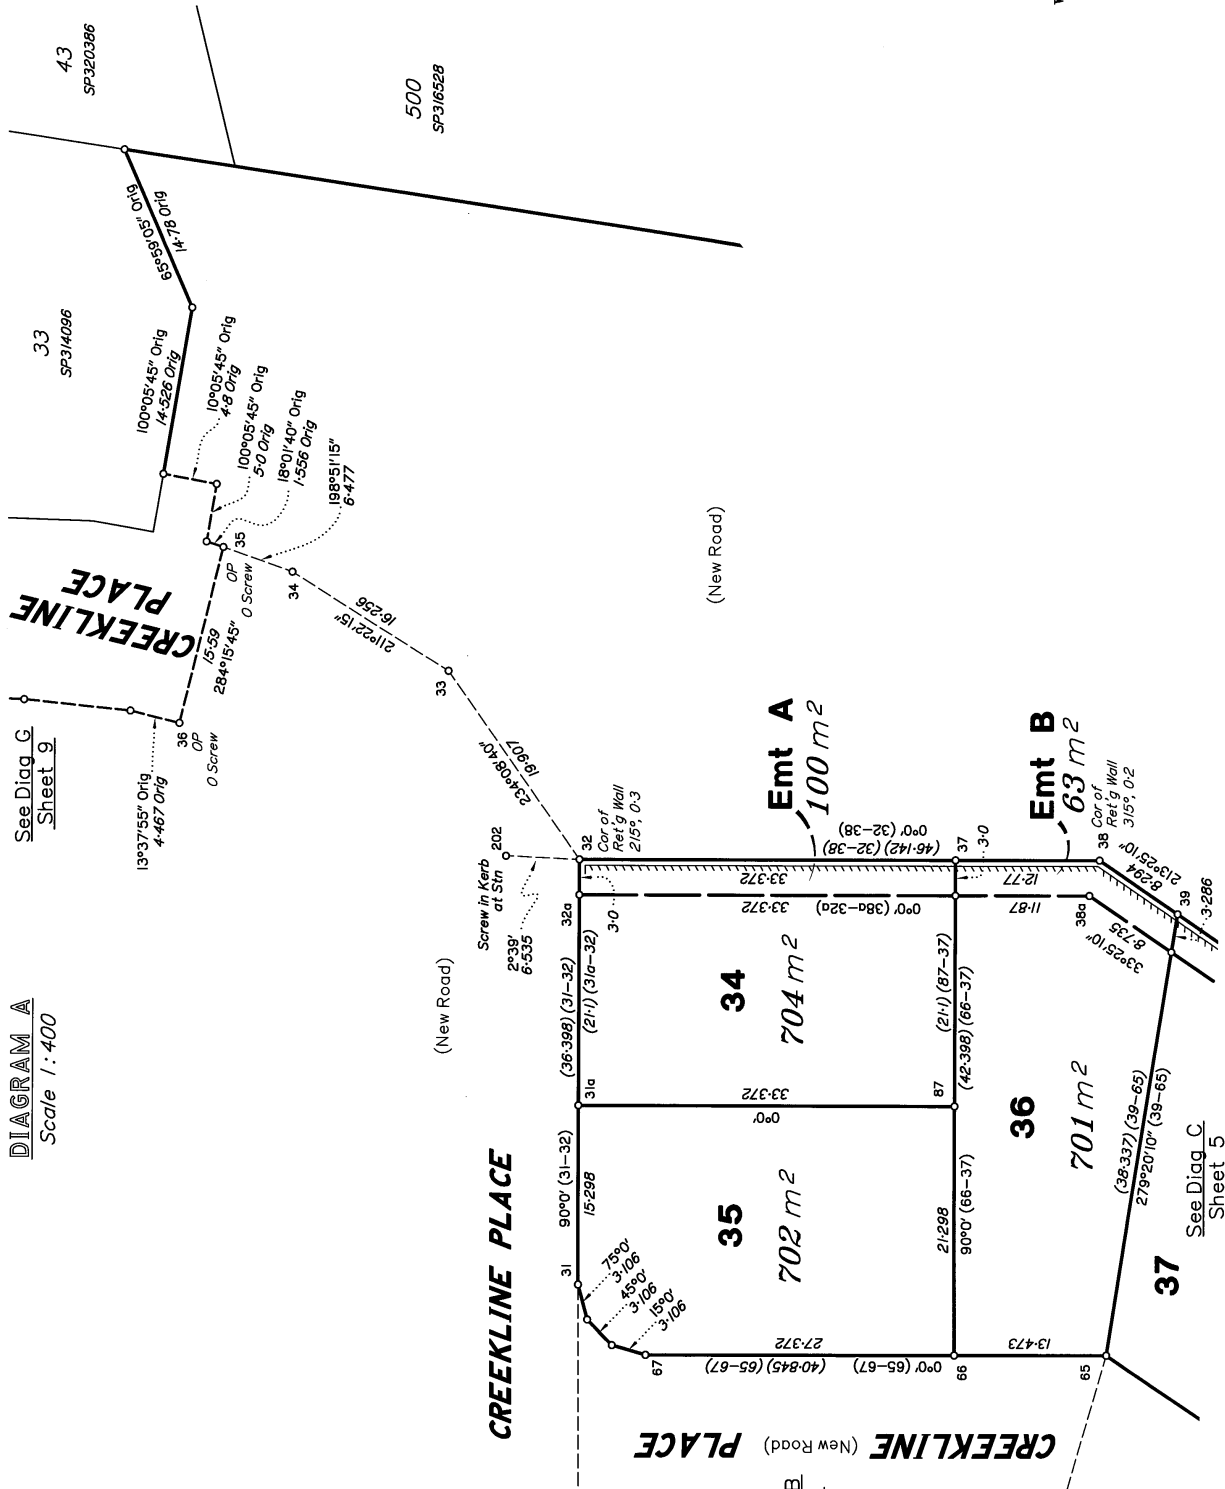 DIAGRAM A
Scale 1:400
See Diag G
Sheet 9
43
SP320386
500
SP316528
33
SP314096
65°59'05" Orig
14·78 Orig
100°05'45" Orig
14·526 Orig
10°05'45" Orig
4·8 Orig
100°05'45" Orig
5·0 Orig
18°01'40" Orig
1·556 Orig
198°51'15"
6·477
35
OP
O Screw
34
CREEKLINE
PLACE
15·59
284°15'45"
36
OP
O Screw
13°37'55" Orig
4·467 Orig
211°22'15"
16·256
33
234°08'40"
19·907
(New Road)
202
Screw in Kerb
at Stn
2°39'
6·535
32
Cor of
Ret'g Wall
215°, 0·3
(New Road)
Emt A
100 m²
Emt B
63 m²
(46·142) (32-38)
0°0' (32-38)
33·372
33·372
0°0' (38a-32a)
32a
3·0
(36·398) (31-32)
(21·1) (31a-32)
31a
34
704 m²
37
3·0
12·77
11·87
38
Cor of
Ret'g Wall
315°, 0·2
38a
213°25'10"
8·294
39
3·286
33°25'10"
8·735
(21·1) (87-37)
(42·398) (66-37)
87
33·372
0°0'
CREEKLINE PLACE
90°0' (31-32)
15·298
31
75°0'
3·106
45°0'
3·106
15°0'
3·106
35
702 m²
21·298
90°0' (66-37)
36
701 m²
(38·337) (39-65)
279°20'10" (39-65)
See Diag C
Sheet 5
37
67
27·372
(40·845) (65-67)
0°0' (65-67)
66
13·473
65
CREEKLINE (New Road) PLACE
B